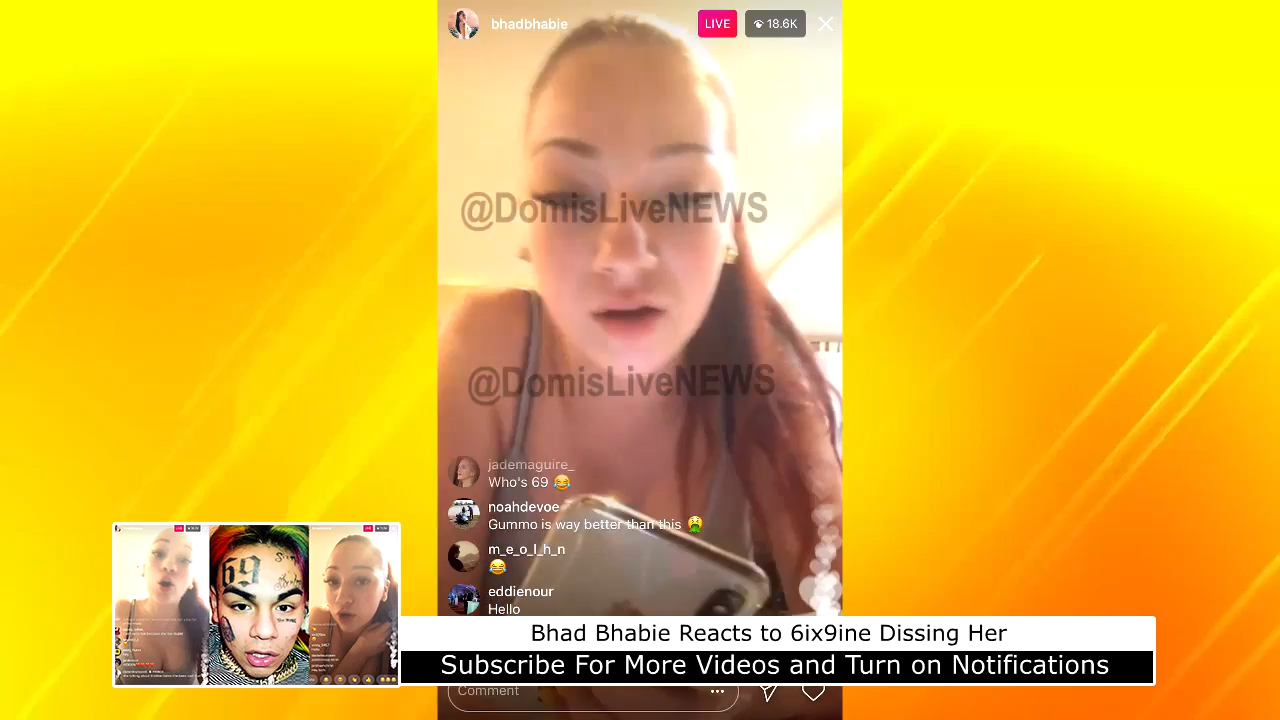 bhadbhabie LIVE 18.6K
@DomisLiveNEWS
@DomisLiveNEWS
jademaguire_
Who's 69 😂
noahdevoe
Gummo is way better than this 🤮
m_e_o_l_h_n
😂
eddienour
Hello
69
Bhad Bhabie Reacts to 6ix9ine Dissing Her
Subscribe For More Videos and Turn on Notifications
Comment